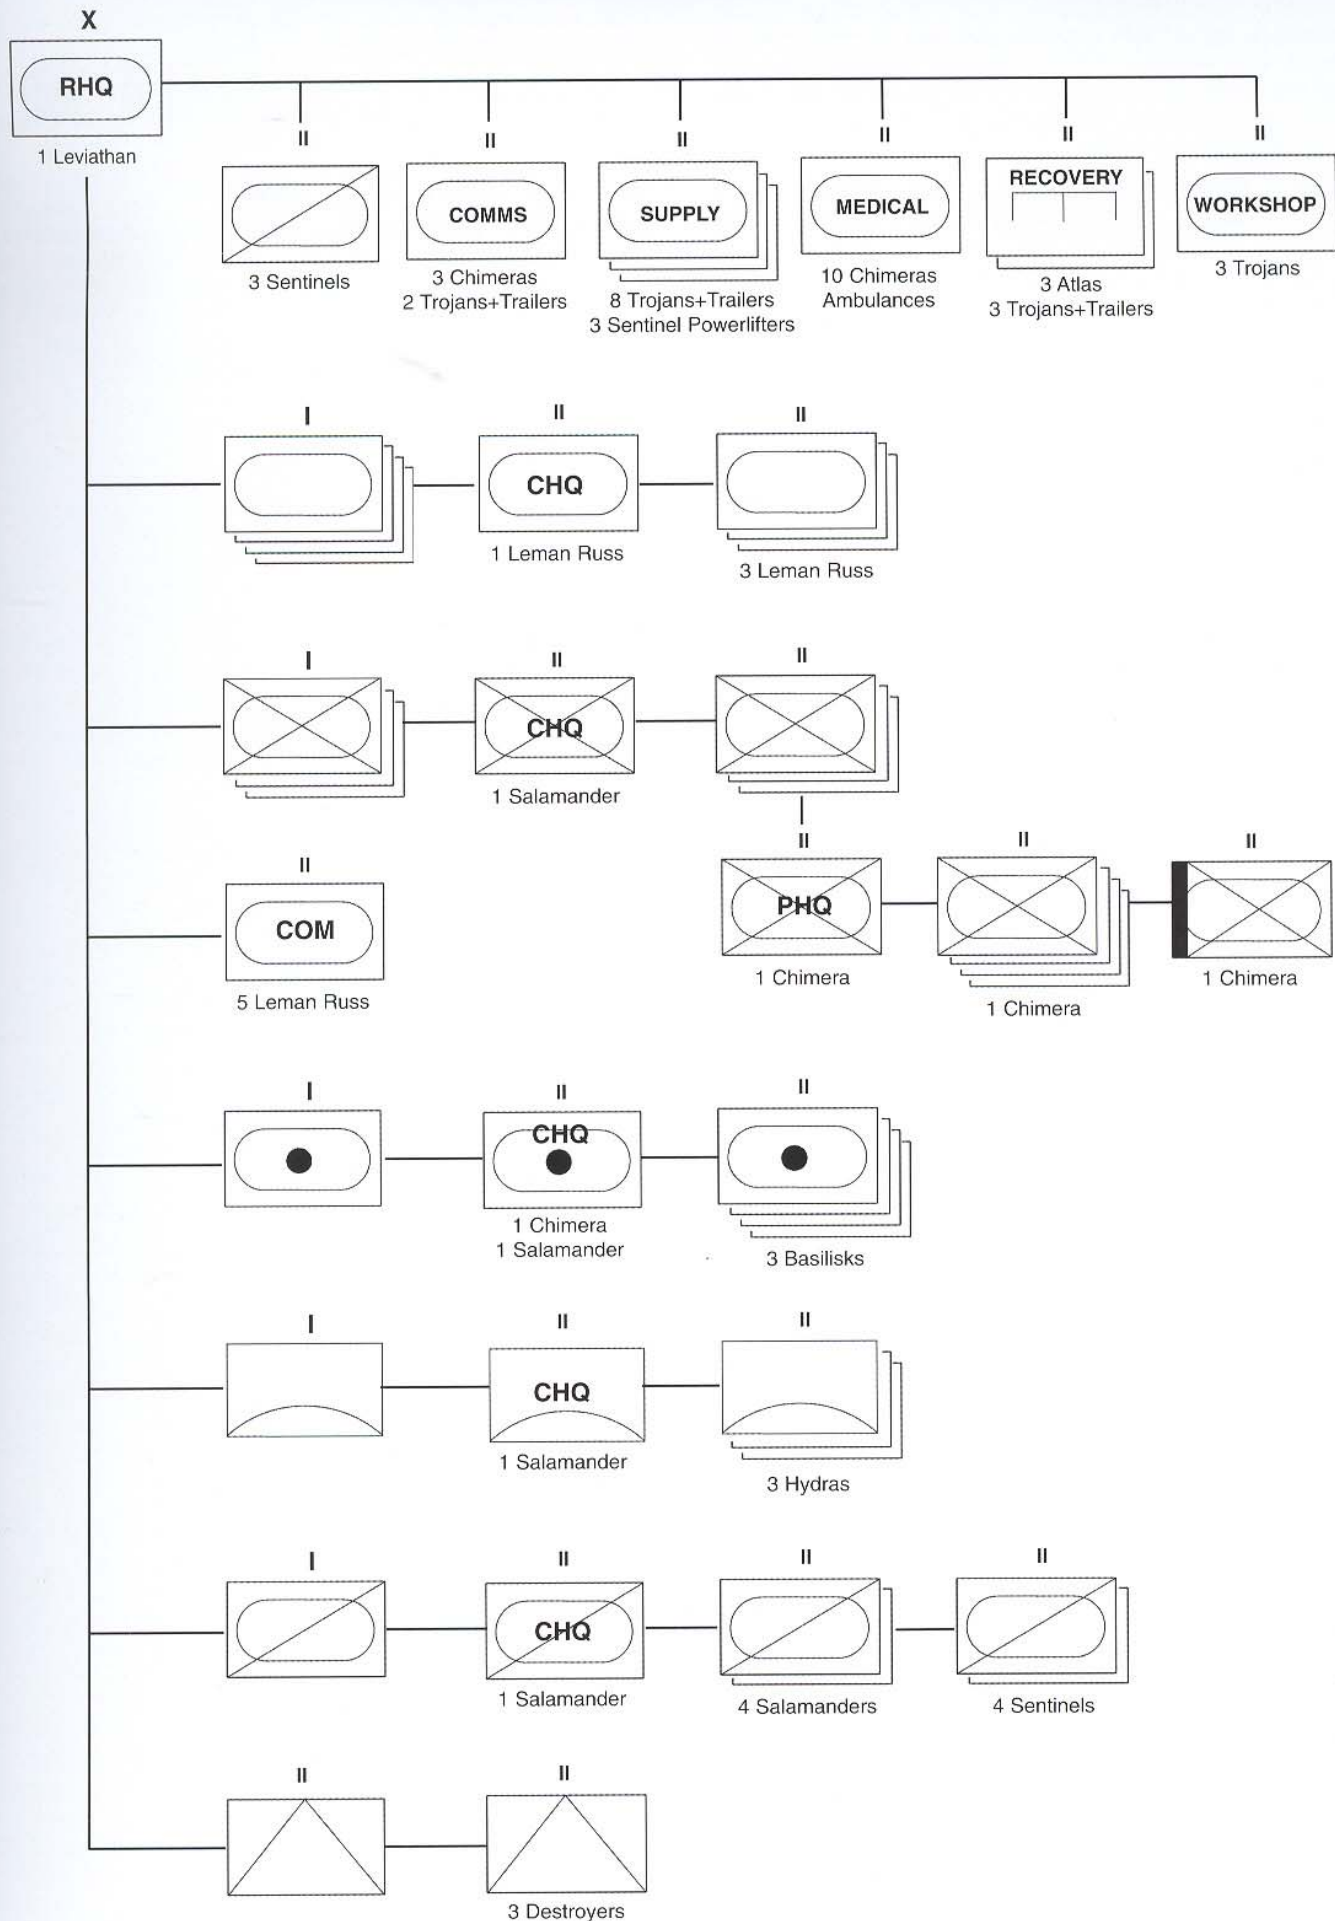 X
RHQ
1 Leviathan
II
II
II
II
II
II
COMMS
SUPPLY
MEDICAL
RECOVERY
WORKSHOP
3 Sentinels
3 Chimeras
2 Trojans+Trailers
8 Trojans+Trailers
3 Sentinel Powerlifters
10 Chimeras
Ambulances
3 Atlas
3 Trojans+Trailers
3 Trojans
I
II
II
CHQ
1 Leman Russ
3 Leman Russ
I
II
II
CHQ
1 Salamander
II
II
II
PHQ
1 Chimera
1 Chimera
1 Chimera
II
COM
5 Leman Russ
I
II
II
CHQ
1 Chimera
1 Salamander
3 Basilisks
I
II
II
CHQ
1 Salamander
3 Hydras
I
II
II
II
CHQ
1 Salamander
4 Salamanders
4 Sentinels
II
II
3 Destroyers